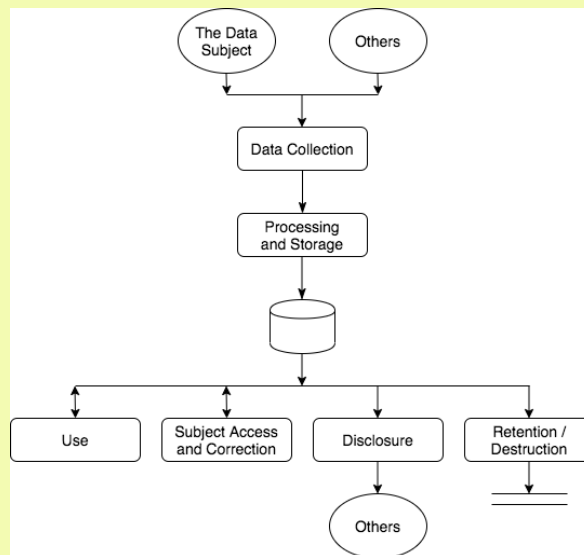 The Data
Subject
Others
Data Collection
Processing
and Storage
Use
Subject Access
and Correction
Disclosure
Retention /
Destruction
Others